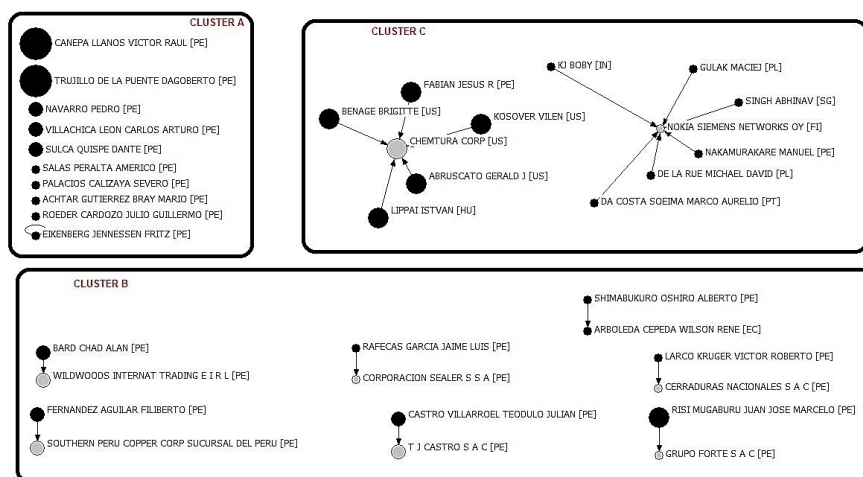 CLUSTER A
CANEPA LLANOS VICTOR RAUL [PE]
TRUJILLO DE LA PUENTE DAGOBERTO [PE]
NAVARRO PEDRO [PE]
VILLACHICA LEON CARLOS ARTURO [PE]
SULCA QUISPE DANTE [PE]
SALAS PERALTA AMERICO [PE]
PALACIOS CALIZAYA SEVERO [PE]
ACHTAR GUTIERREZ BRAY MARIO [PE]
ROEDER CARDOZO JULIO GUILLERMO [PE]
EIKENBERG JENNESSEN FRITZ [PE]
CLUSTER C
FABIAN JESUS R [PE]
BENAGE BRIGITTE [US]
KOSOVER VILEN [US]
CHEMTURA CORP [US]
ABRUSCATO GERALD J [US]
LIPPAI ISTVAN [HU]
KJ BOBY [IN]
GULAK MACIEJ [PL]
SINGH ABHINAV [SG]
NOKIA SIEMENS NETWORKS OY [FI]
NAKAMURAKARE MANUEL [PE]
DE LA RUE MICHAEL DAVID [PL]
DA COSTA SOEIMA MARCO AURELIO [PT]
CLUSTER B
BARD CHAD ALAN [PE]
WILDWOODS INTERNAT TRADING E I R L [PE]
FERNANDEZ AGUILAR FILIBERTO [PE]
SOUTHERN PERU COPPER CORP SUCURSAL DEL PERU [PE]
RAFECAS GARCIA JAIME LUIS [PE]
CORPORACION SEALER S S A [PE]
CASTRO VILLARROEL TEODULO JULIAN [PE]
T J CASTRO S A C [PE]
SHIMABUKURO OSHIRO ALBERTO [PE]
ARBOLEDA CEPEDA WILSON RENE [EC]
LARCO KRUGER VICTOR ROBERTO [PE]
CERRADURAS NACIONALES S A C [PE]
RISI MUGABURU JUAN JOSE MARCELO [PE]
GRUPO FORTE S A C [PE]